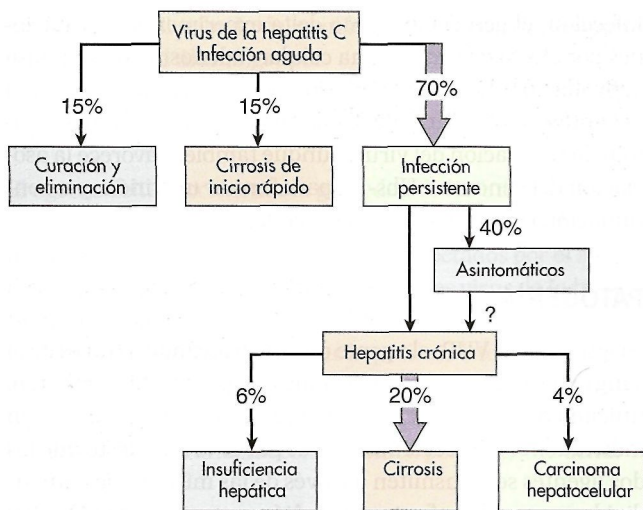 Virus de la hepatitis C
Infección aguda
15%
15%
70%
Curación y
eliminación
Cirrosis de
inicio rápido
Infección
persistente
40%
Asintomáticos
?
Hepatitis crónica
6%
20%
4%
Insuficiencia
hepática
Cirrosis
Carcinoma
hepatocelular